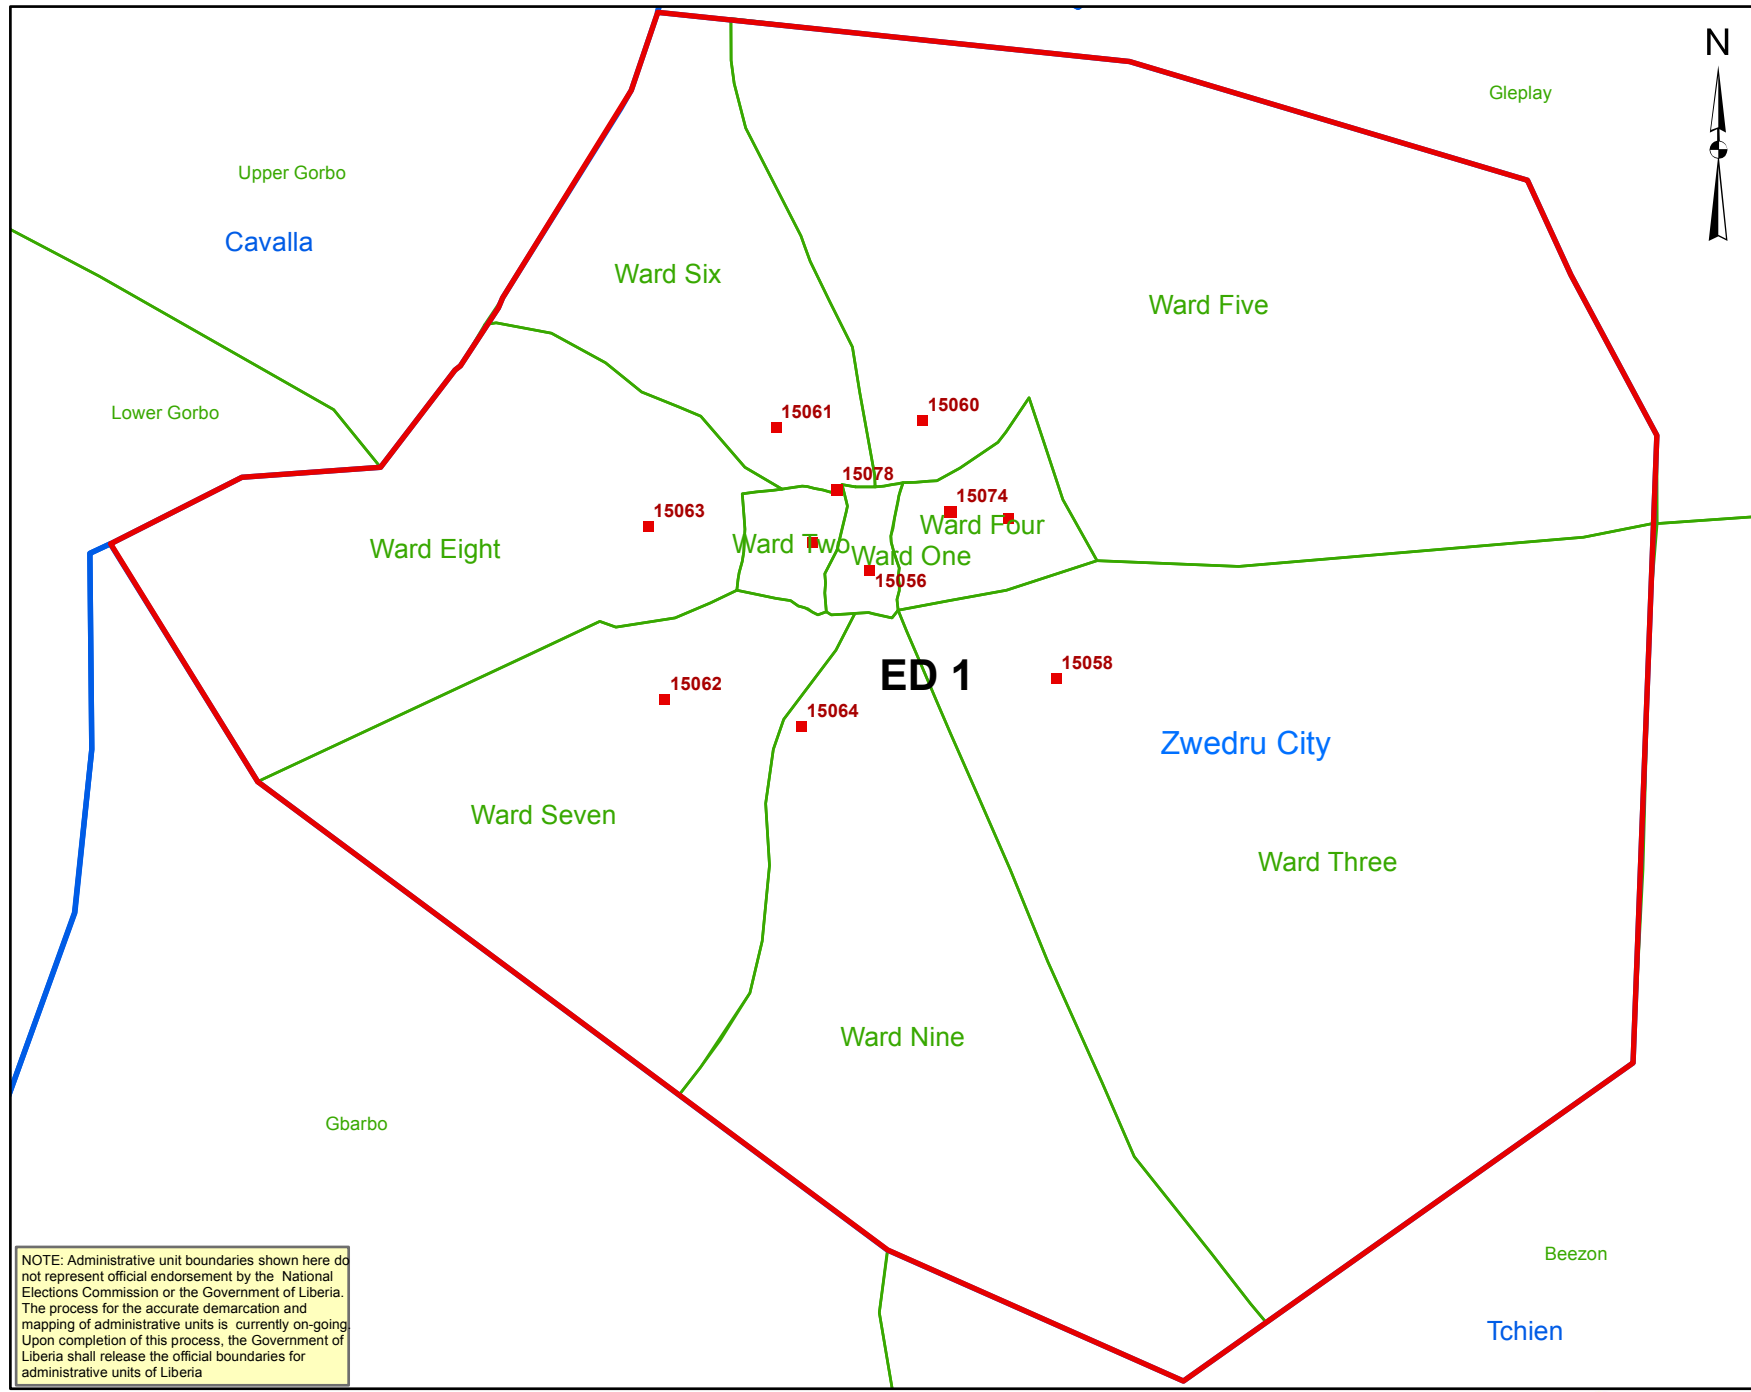 N
Gleplay
Upper Gorbo
Cavalla
Ward Six
Ward Five
Lower Gorbo
15061
15060
15078
15074
15063
Ward Four
Ward Eight
Ward Two
Ward One
15056
ED 1
15058
15062
15064
Zwedru City
Ward Seven
Ward Three
Ward Nine
Gbarbo
Beezon
Tchien
NOTE: Administrative unit boundaries shown here do
not represent official endorsement by the National
Elections Commission or the Government of Liberia.
The process for the accurate demarcation and
mapping of administrative units is currently on-going.
Upon completion of this process, the Government of
Liberia shall release the official boundaries for
administrative units of Liberia